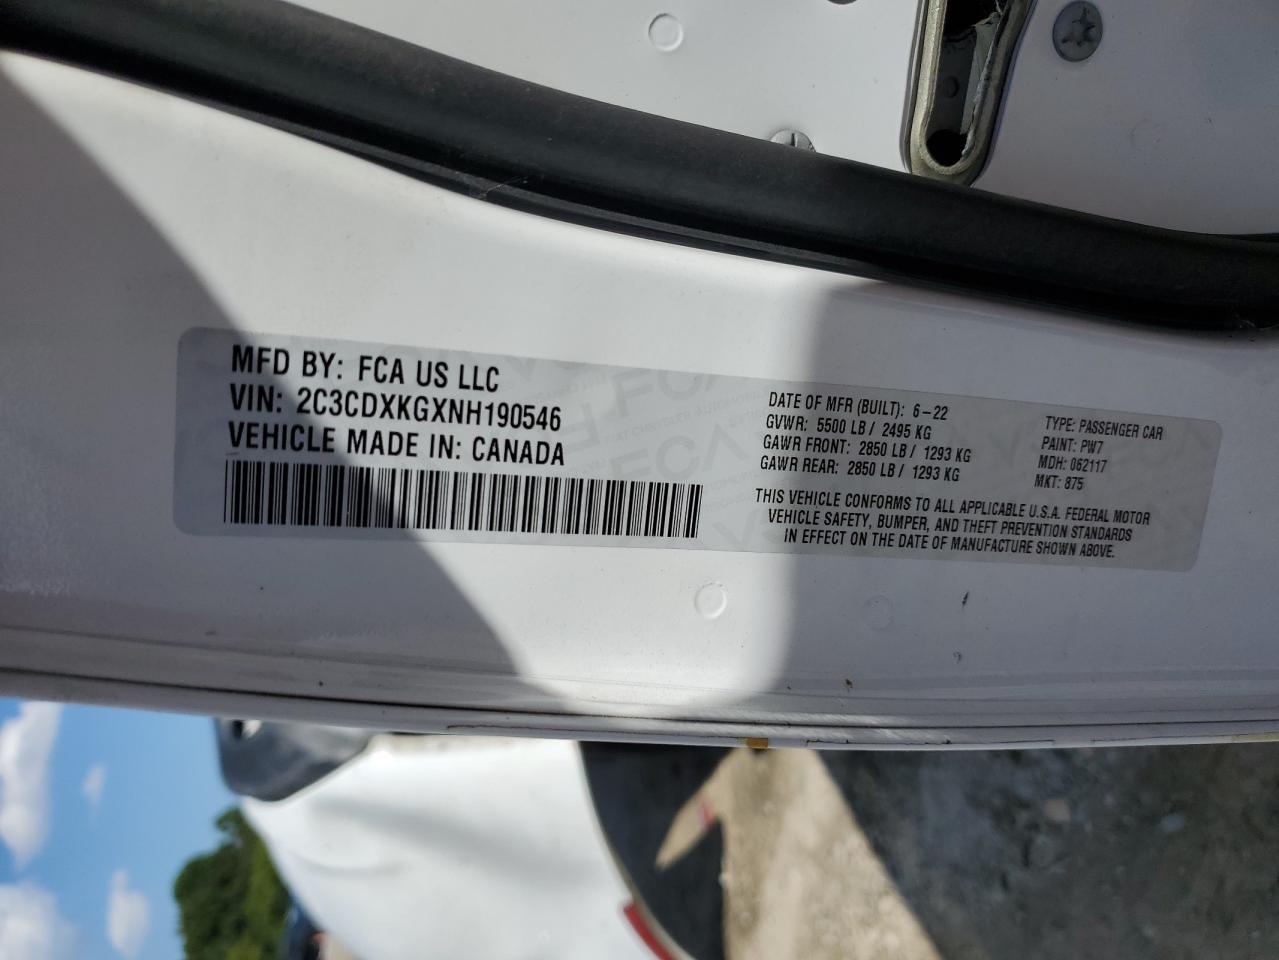 MFD BY: FCA US LLC
VIN: 2C3CDXKGXNH190546
VEHICLE MADE IN: CANADA
DATE OF MFR (BUILT): 6-22
GVWR: 5500 LB / 2495 KG
GAWR FRONT: 2850 LB / 1293 KG
GAWR REAR: 2850 LB / 1293 KG
TYPE: PASSENGER CAR
PAINT: PW7
MDH: 062117
MKT: 875
THIS VEHICLE CONFORMS TO ALL APPLICABLE U.S.A. FEDERAL MOTOR
VEHICLE SAFETY, BUMPER, AND THEFT PREVENTION STANDARDS
IN EFFECT ON THE DATE OF MANUFACTURE SHOWN ABOVE.